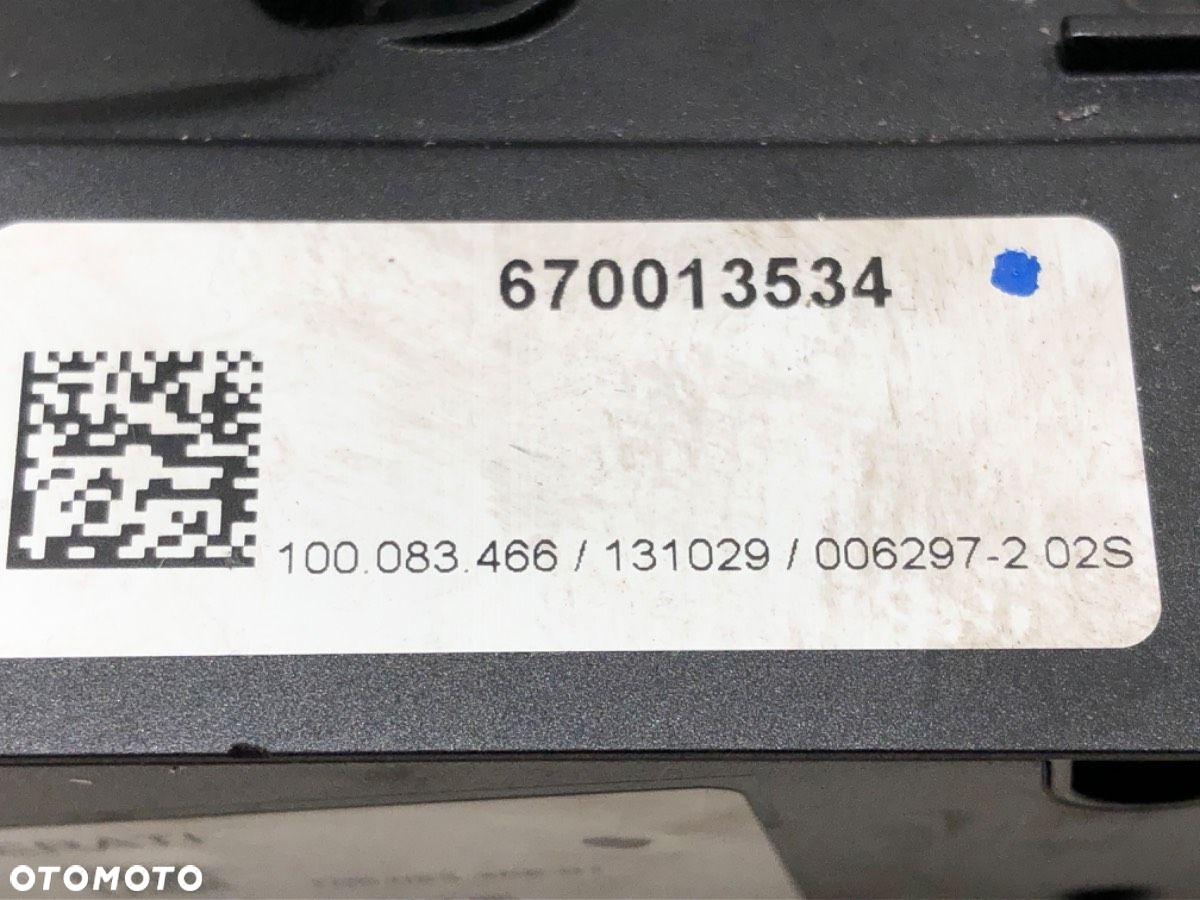 670013534
100.083.466 / 131029 / 006297-2 02S
OTOMOTO